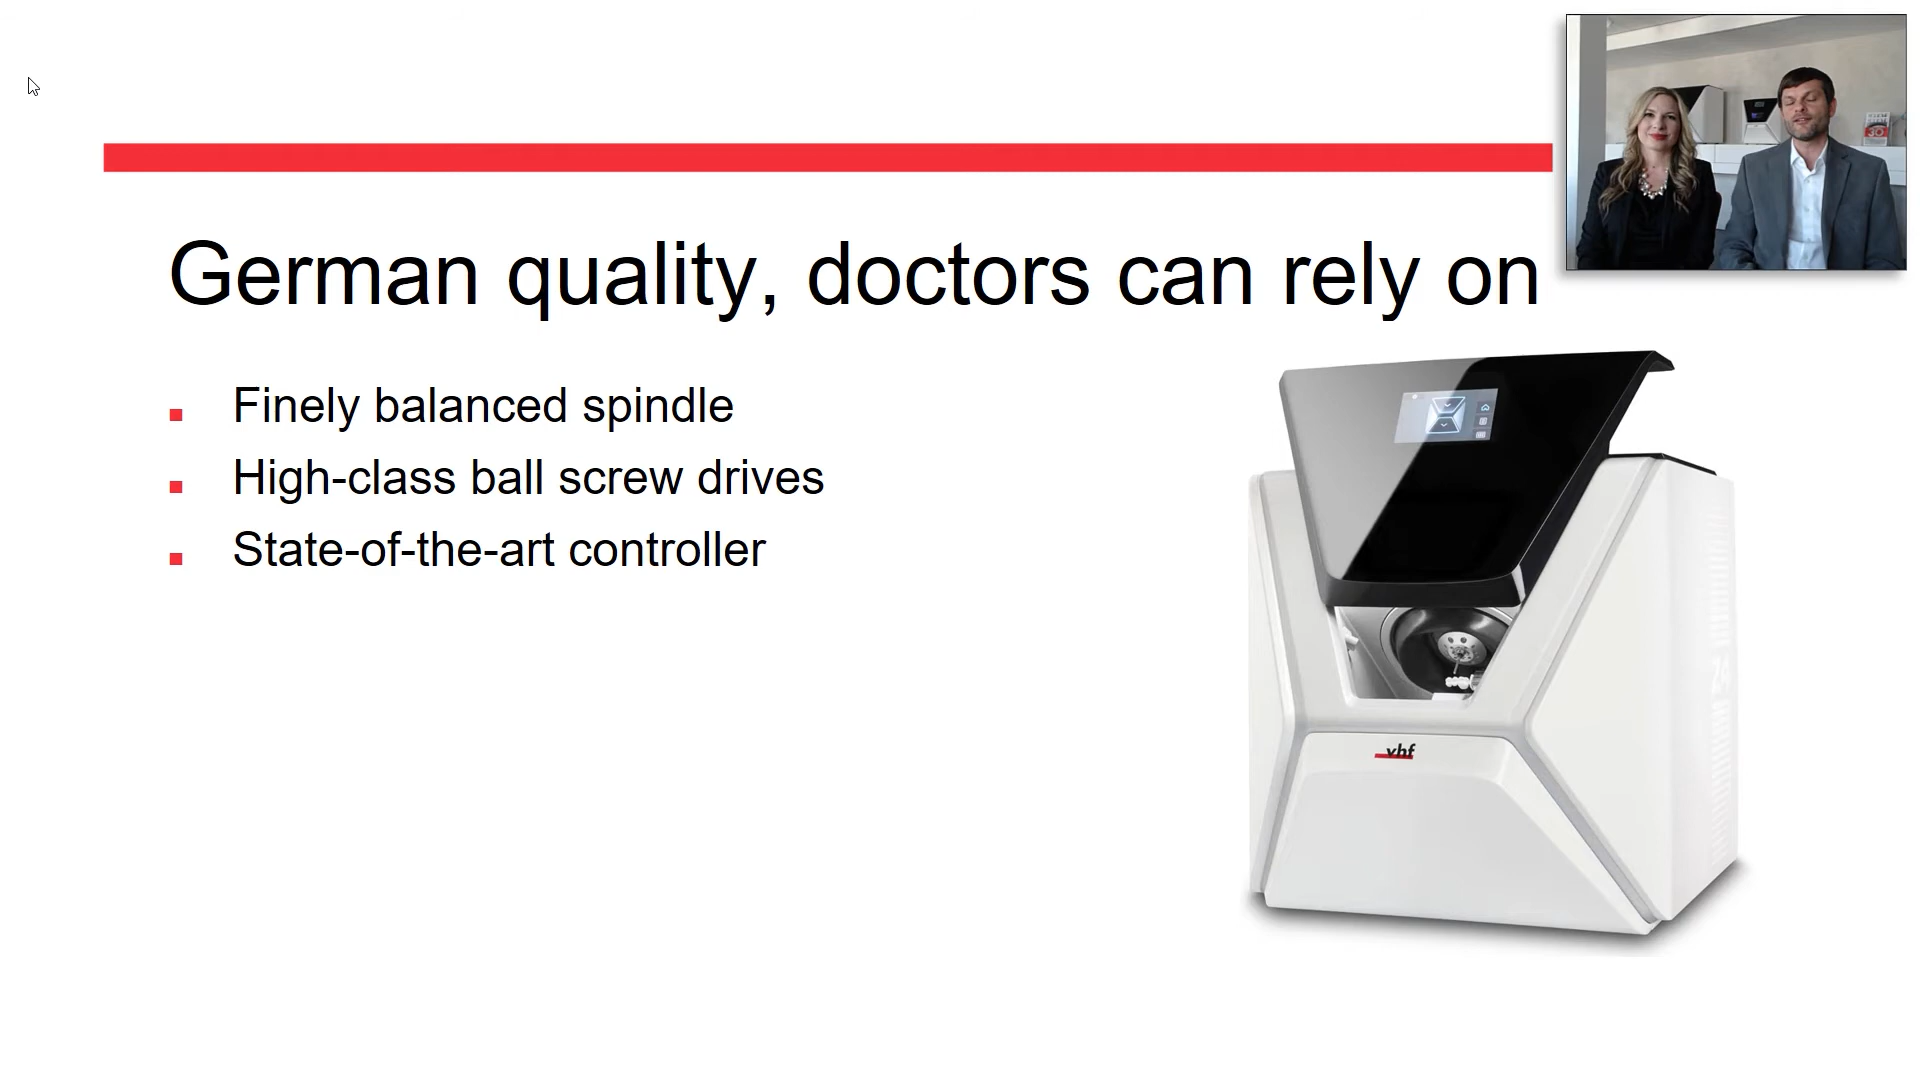 German quality, doctors can rely on
Finely balanced spindle
High-class ball screw drives
State-of-the-art controller
vhf
30